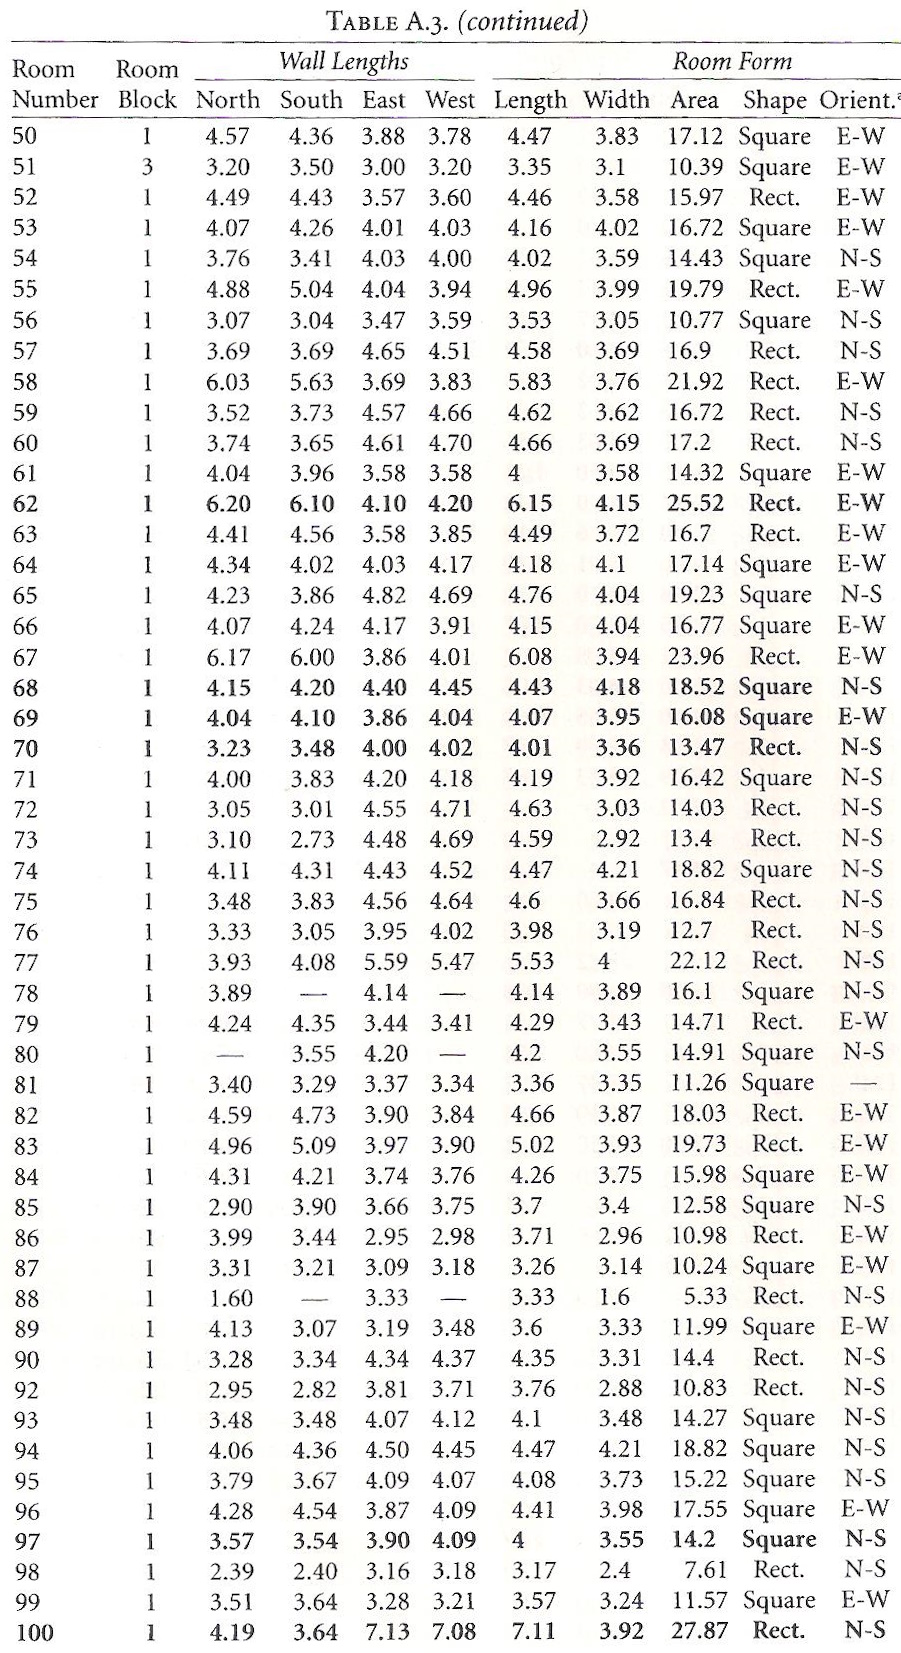 TABLE A.3. (continued)
Wall Lengths Room Form
Room Room
Number Block North South East West Length Width Area Shape Orient.ª
50 1 4.57 4.36 3.88 3.78 4.47 3.83 17.12 Square E-W
51 3 3.20 3.50 3.00 3.20 3.35 3.1 10.39 Square E-W
52 1 4.49 4.43 3.57 3.60 4.46 3.58 15.97 Rect. E-W
53 1 4.07 4.26 4.01 4.03 4.16 4.02 16.72 Square E-W
54 1 3.76 3.41 4.03 4.00 4.02 3.59 14.43 Square N-S
55 1 4.88 5.04 4.04 3.94 4.96 3.99 19.79 Rect. E-W
56 1 3.07 3.04 3.47 3.59 3.53 3.05 10.77 Square N-S
57 1 3.69 3.69 4.65 4.51 4.58 3.69 16.9 Rect. N-S
58 1 6.03 5.63 3.69 3.83 5.83 3.76 21.92 Rect. E-W
59 1 3.52 3.73 4.57 4.66 4.62 3.62 16.72 Rect. N-S
60 1 3.74 3.65 4.61 4.70 4.66 3.69 17.2 Rect. N-S
61 1 4.04 3.96 3.58 3.58 4 3.58 14.32 Square E-W
62 1 6.20 6.10 4.10 4.20 6.15 4.15 25.52 Rect. E-W
63 1 4.41 4.56 3.58 3.85 4.49 3.72 16.7 Rect. E-W
64 1 4.34 4.02 4.03 4.17 4.18 4.1 17.14 Square E-W
65 1 4.23 3.86 4.82 4.69 4.76 4.04 19.23 Square N-S
66 1 4.07 4.24 4.17 3.91 4.15 4.04 16.77 Square E-W
67 1 6.17 6.00 3.86 4.01 6.08 3.94 23.96 Rect. E-W
68 1 4.15 4.20 4.40 4.45 4.43 4.18 18.52 Square N-S
69 1 4.04 4.10 3.86 4.04 4.07 3.95 16.08 Square E-W
70 1 3.23 3.48 4.00 4.02 4.01 3.36 13.47 Rect. N-S
71 1 4.00 3.83 4.20 4.18 4.19 3.92 16.42 Square N-S
72 1 3.05 3.01 4.55 4.71 4.63 3.03 14.03 Rect. N-S
73 1 3.10 2.73 4.48 4.69 4.59 2.92 13.4 Rect. N-S
74 1 4.11 4.31 4.43 4.52 4.47 4.21 18.82 Square N-S
75 1 3.48 3.83 4.56 4.64 4.6 3.66 16.84 Rect. N-S
76 1 3.33 3.05 3.95 4.02 3.98 3.19 12.7 Rect. N-S
77 1 3.93 4.08 5.59 5.47 5.53 4 22.12 Rect. N-S
78 1 3.89 — 4.14 — 4.14 3.89 16.1 Square N-S
79 1 4.24 4.35 3.44 3.41 4.29 3.43 14.71 Rect. E-W
80 1 — 3.55 4.20 — 4.2 3.55 14.91 Square N-S
81 1 3.40 3.29 3.37 3.34 3.36 3.35 11.26 Square —
82 1 4.59 4.73 3.90 3.84 4.66 3.87 18.03 Rect. E-W
83 1 4.96 5.09 3.97 3.90 5.02 3.93 19.73 Rect. E-W
84 1 4.31 4.21 3.74 3.76 4.26 3.75 15.98 Square E-W
85 1 2.90 3.90 3.66 3.75 3.7 3.4 12.58 Square N-S
86 1 3.99 3.44 2.95 2.98 3.71 2.96 10.98 Rect. E-W
87 1 3.31 3.21 3.09 3.18 3.26 3.14 10.24 Square E-W
88 1 1.60 — 3.33 — 3.33 1.6 5.33 Rect. N-S
89 1 4.13 3.07 3.19 3.48 3.6 3.33 11.99 Square E-W
90 1 3.28 3.34 4.34 4.37 4.35 3.31 14.4 Rect. N-S
92 1 2.95 2.82 3.81 3.71 3.76 2.88 10.83 Rect. N-S
93 1 3.48 3.48 4.07 4.12 4.1 3.48 14.27 Square N-S
94 1 4.06 4.36 4.50 4.45 4.47 4.21 18.82 Square N-S
95 1 3.79 3.67 4.09 4.07 4.08 3.73 15.22 Square N-S
96 1 4.28 4.54 3.87 4.09 4.41 3.98 17.55 Square E-W
97 1 3.57 3.54 3.90 4.09 4 3.55 14.2 Square N-S
98 1 2.39 2.40 3.16 3.18 3.17 2.4 7.61 Rect. N-S
99 1 3.51 3.64 3.28 3.21 3.57 3.24 11.57 Square E-W
100 1 4.19 3.64 7.13 7.08 7.11 3.92 27.87 Rect. N-S